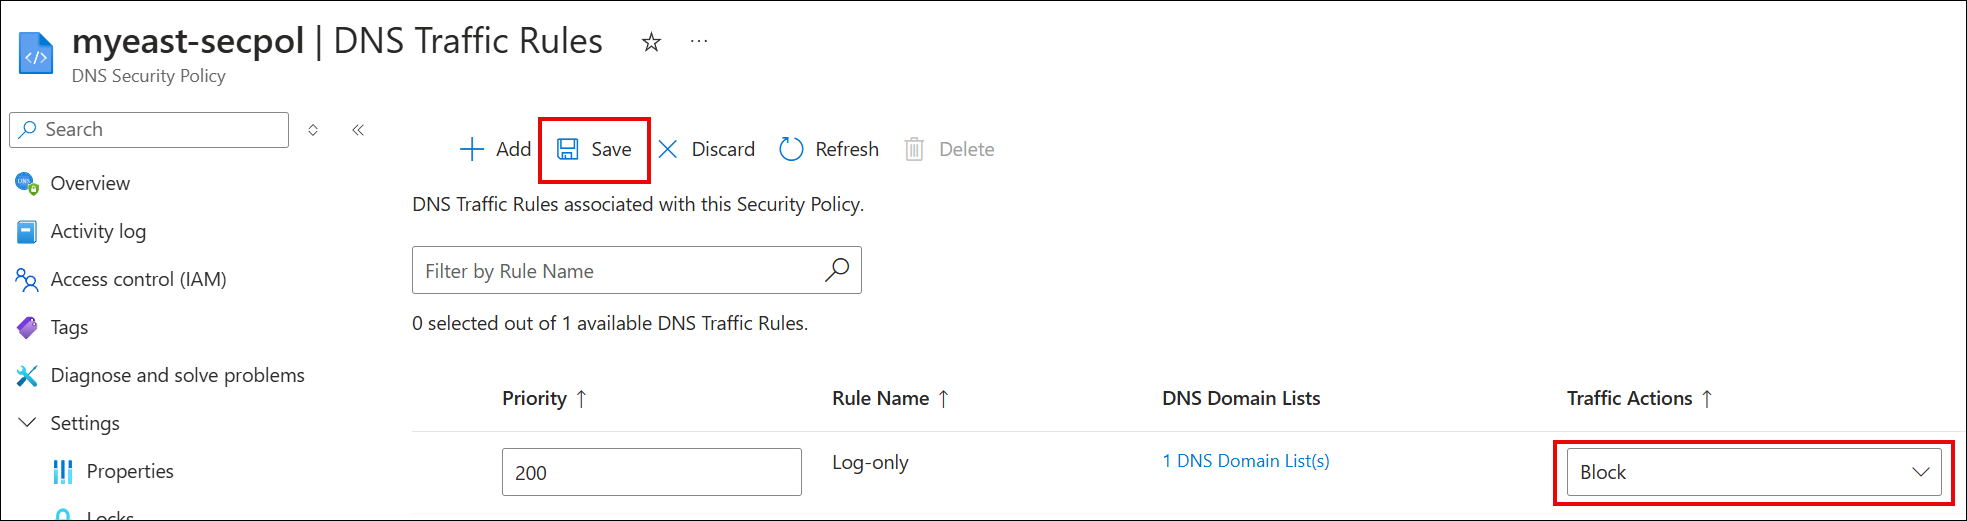 myeast-secpol | DNS Traffic Rules
DNS Security Policy
Search
Add
Save
Discard
Refresh
Delete
Overview
Activity log
Access control (IAM)
Tags
Diagnose and solve problems
Settings
Properties
Locks
DNS Traffic Rules associated with this Security Policy.
Filter by Rule Name
0 selected out of 1 available DNS Traffic Rules.
Priority ↑ Rule Name ↑ DNS Domain Lists Traffic Actions ↑
200 Log-only 1 DNS Domain List(s) Block